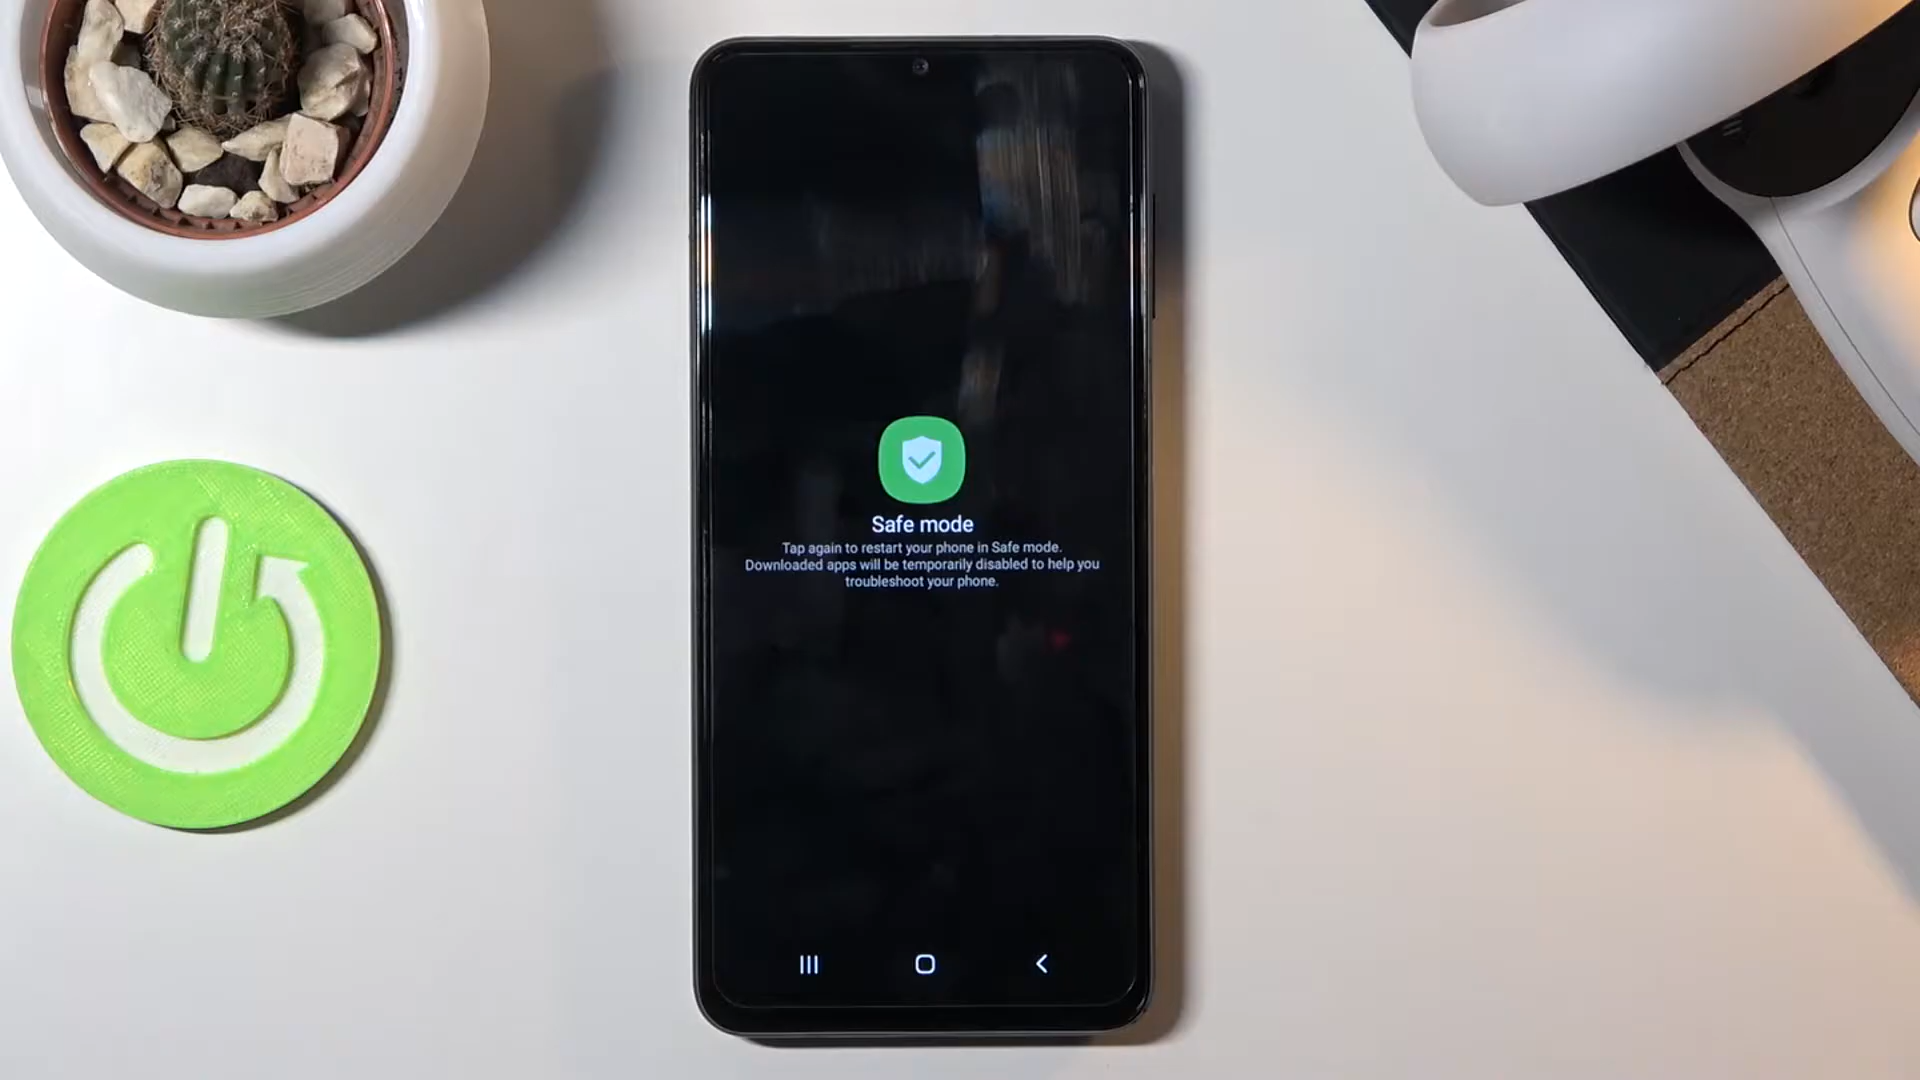 Safe mode
Tap again to restart your phone in Safe mode.
Downloaded apps will be temporarily disabled to help you
troubleshoot your phone.